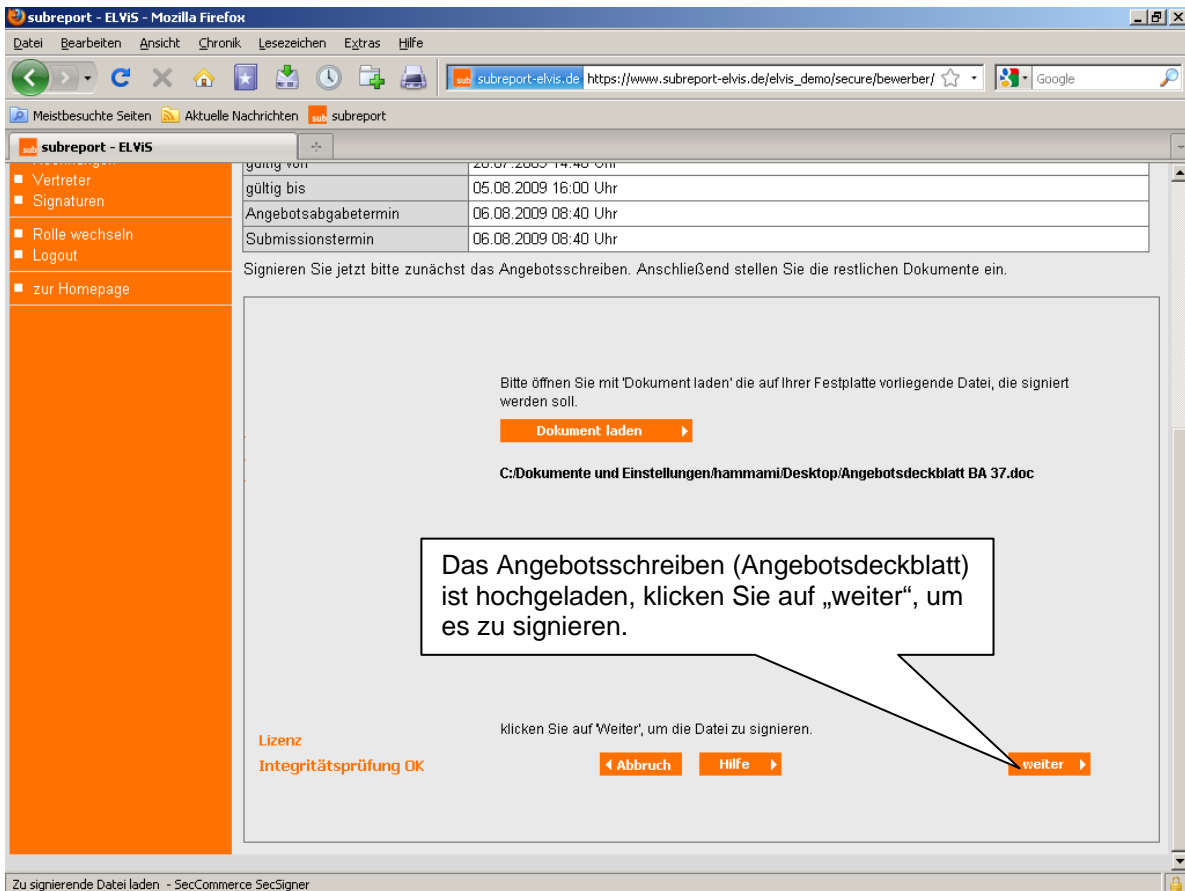 subreport - ELViS - Mozilla Firefox
Datei Bearbeiten Ansicht Chronik Lesezeichen Extras Hilfe
sub subreport-elvis.de https://www.subreport-elvis.de/elvis_demo/secure/bewerber/ Google
Meistbesuchte Seiten Aktuelle Nachrichten sub subreport
sub subreport - ELViS
gültig von
Vertreter
Signaturen
Rolle wechseln
Logout
zur Homepage
gültig bis 05.08.2009 16:00 Uhr
Angebotsabgabetermin 06.08.2009 08:40 Uhr
Submissionstermin 06.08.2009 08:40 Uhr
Signieren Sie jetzt bitte zunächst das Angebotsschreiben. Anschließend stellen Sie die restlichen Dokumente ein.
Bitte öffnen Sie mit 'Dokument laden' die auf Ihrer Festplatte vorliegende Datei, die signiert
werden soll.
Dokument laden
C:/Dokumente und Einstellungen/hammami/Desktop/Angebotsdeckblatt BA 37.doc
Das Angebotsschreiben (Angebotsdeckblatt)
ist hochgeladen, klicken Sie auf „weiter“, um
es zu signieren.
klicken Sie auf 'Weiter', um die Datei zu signieren.
Lizenz
Integritätsprüfung OK
Abbruch Hilfe weiter
Zu signierende Datei laden - SecCommerce SecSigner